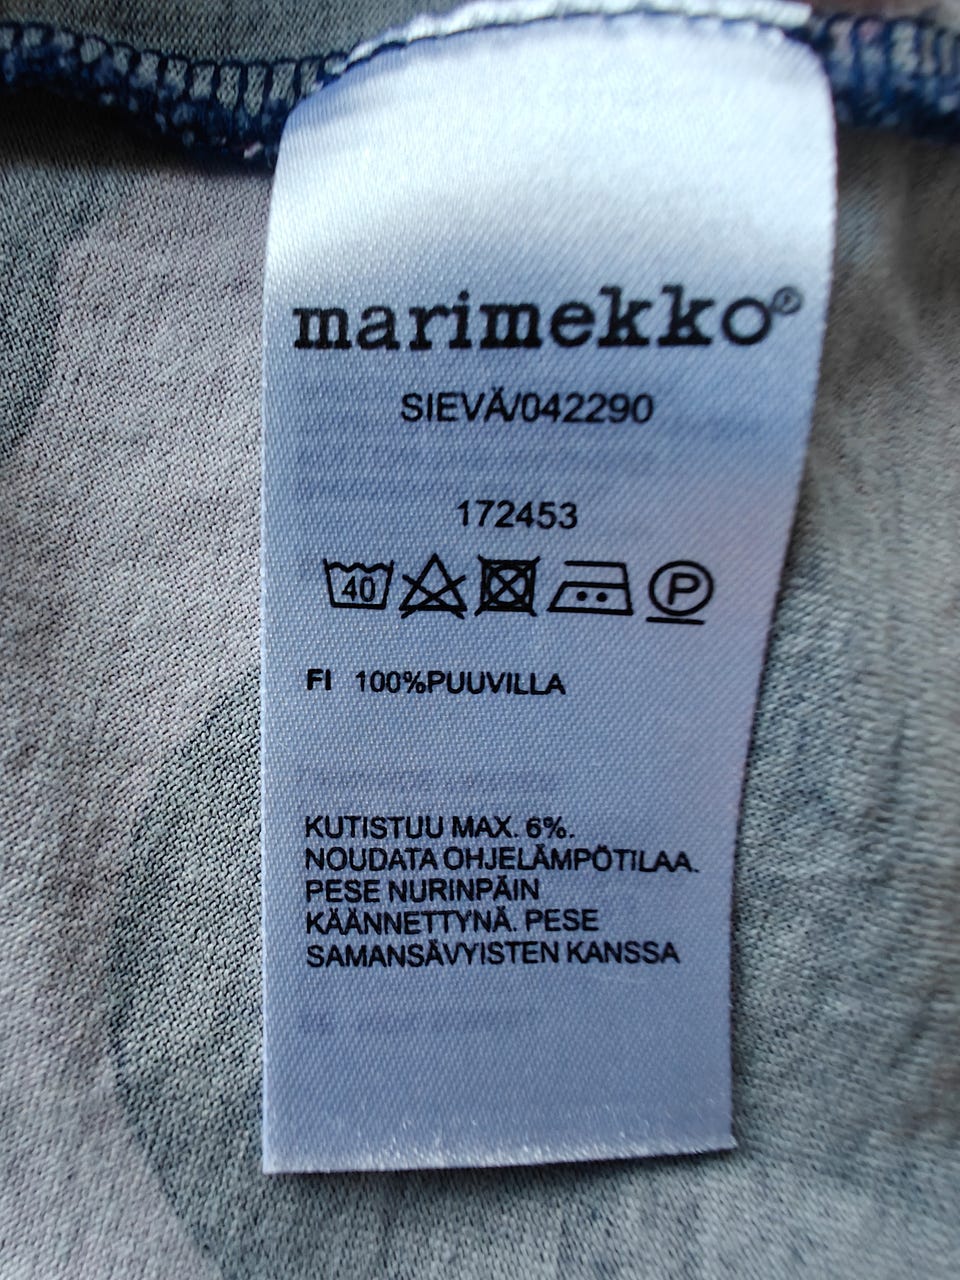 marimekko®
SIEVÄ/042290
172453
40 P
FI 100%PUUVILLA
KUTISTUU MAX. 6%.
NOUDATA OHJELÄMPÖTILAA.
PESE NURINPÄIN
KÄÄNNETTYNÄ. PESE
SAMANSÄVYISTEN KANSSA